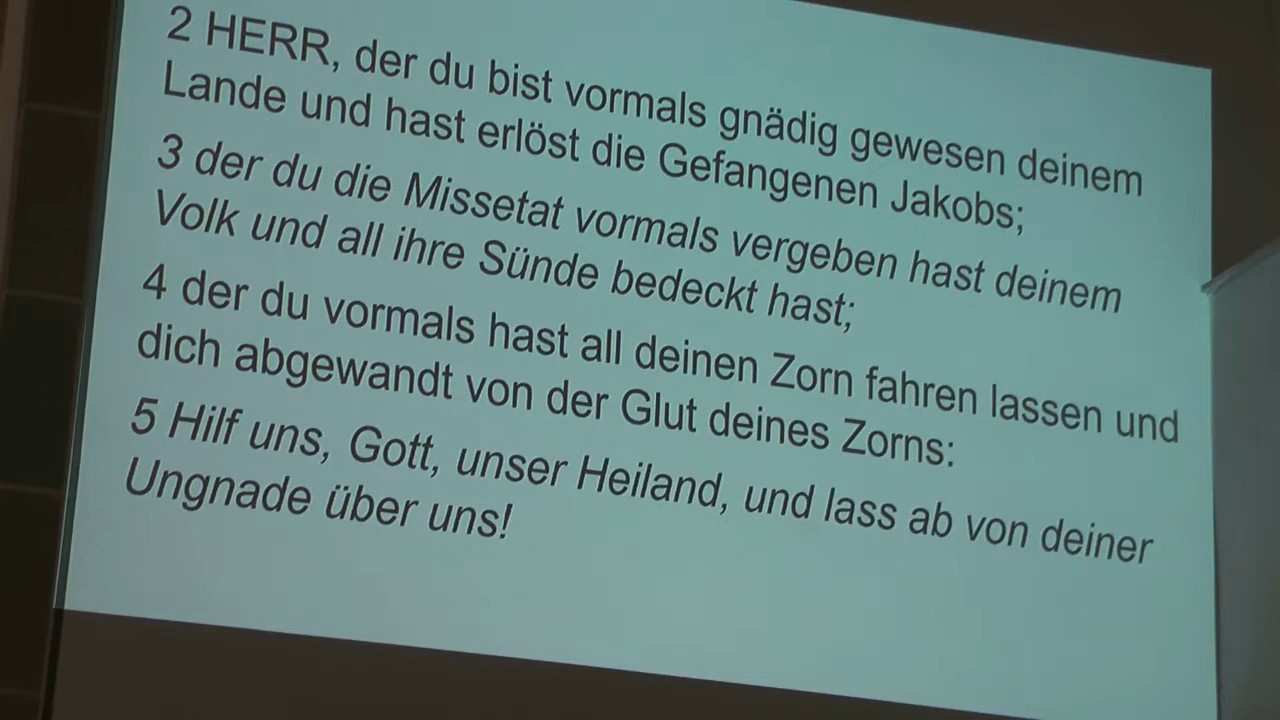 2 HERR, der du bist vormals gnädig gewesen deinem
Lande und hast erlöst die Gefangenen Jakobs;
3 der du die Missetat vormals vergeben hast deinem
Volk und all ihre Sünde bedeckt hast;
4 der du vormals hast all deinen Zorn fahren lassen und
dich abgewandt von der Glut deines Zorns:
5 Hilf uns, Gott, unser Heiland, und lass ab von deiner
Ungnade über uns!